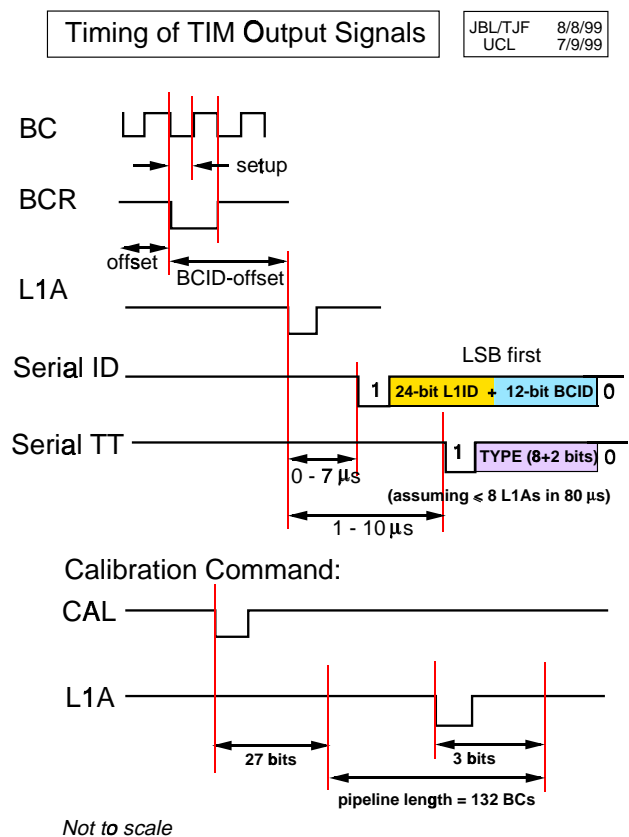 Timing of TIM Output Signals
JBL/TJF 8/8/99
UCL 7/9/99
BC
setup
BCR
offset
BCID-offset
L1A
LSB first
Serial ID
1 24-bit L1ID + 12-bit BCID 0
Serial TT
1 TYPE (8+2 bits) 0
0 - 7 μs
(assuming ⩽ 8 L1As in 80 μs)
1 - 10 μs
Calibration Command:
CAL
L1A
27 bits
3 bits
pipeline length = 132 BCs
Not to scale